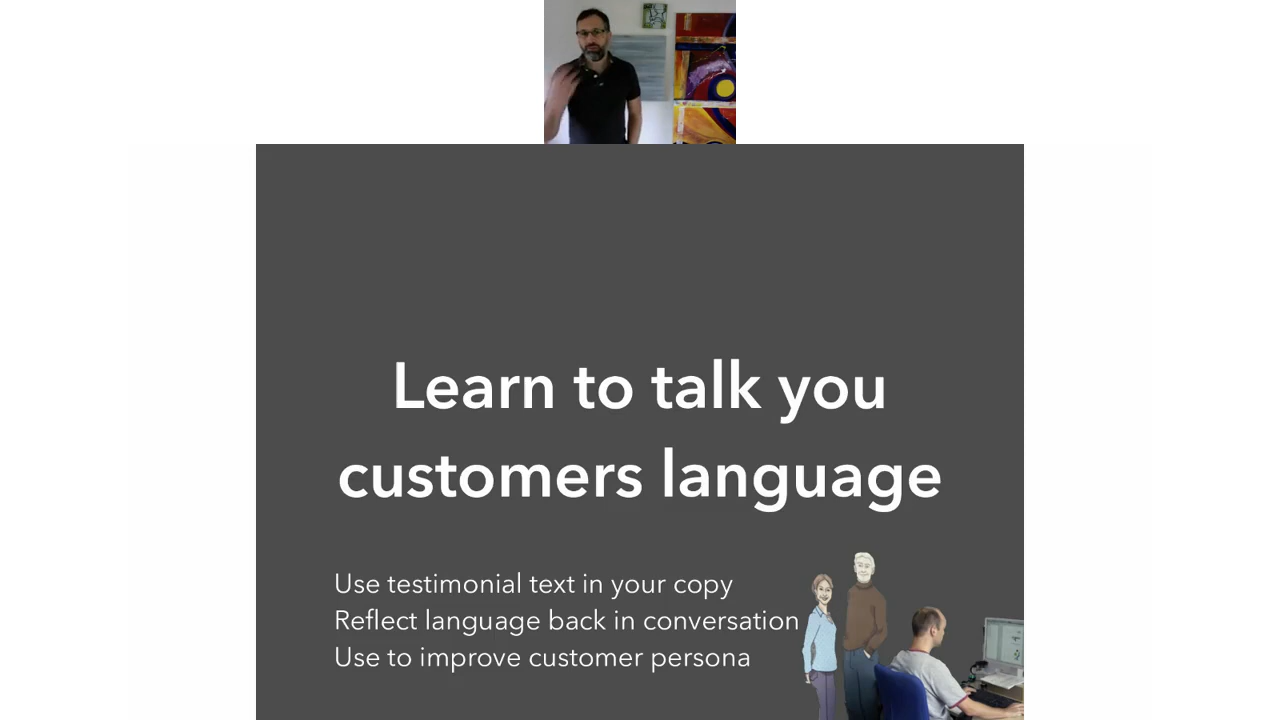 Learn to talk you
customers language
Use testimonial text in your copy
Reflect language back in conversation
Use to improve customer persona